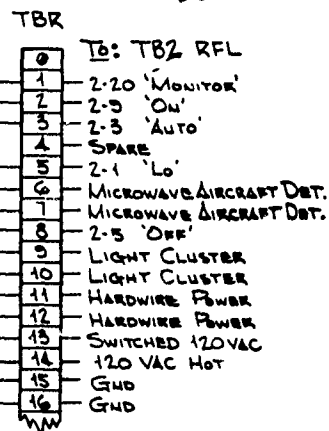 TBR
To: TB2 RFL
0
1 2-20 'Monitor'
2 2-9 'On'
3 2-3 'Auto'
4 Spare
5 2-1 'Lo'
6 Microwave Aircraft Det.
7 Microwave Aircraft Det.
8 2-5 'Off'
9 Light Cluster
10 Light Cluster
11 Hardwire Power
12 Hardwire Power
13 Switched 120 VAC
14 120 VAC Hot
15 Gnd
16 Gnd